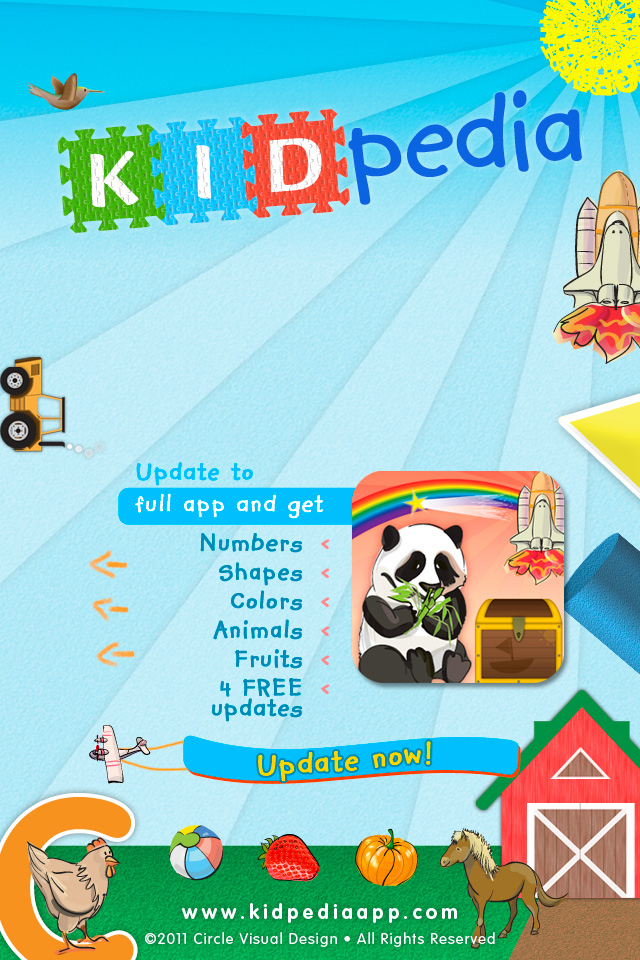 KIDpedia
Update to
full app and get
Numbers <
Shapes <
Colors <
Animals <
Fruits <
4 FREE <
updates
Update now!
C
www.kidpediaapp.com
©2011 Circle Visual Design • All Rights Reserved